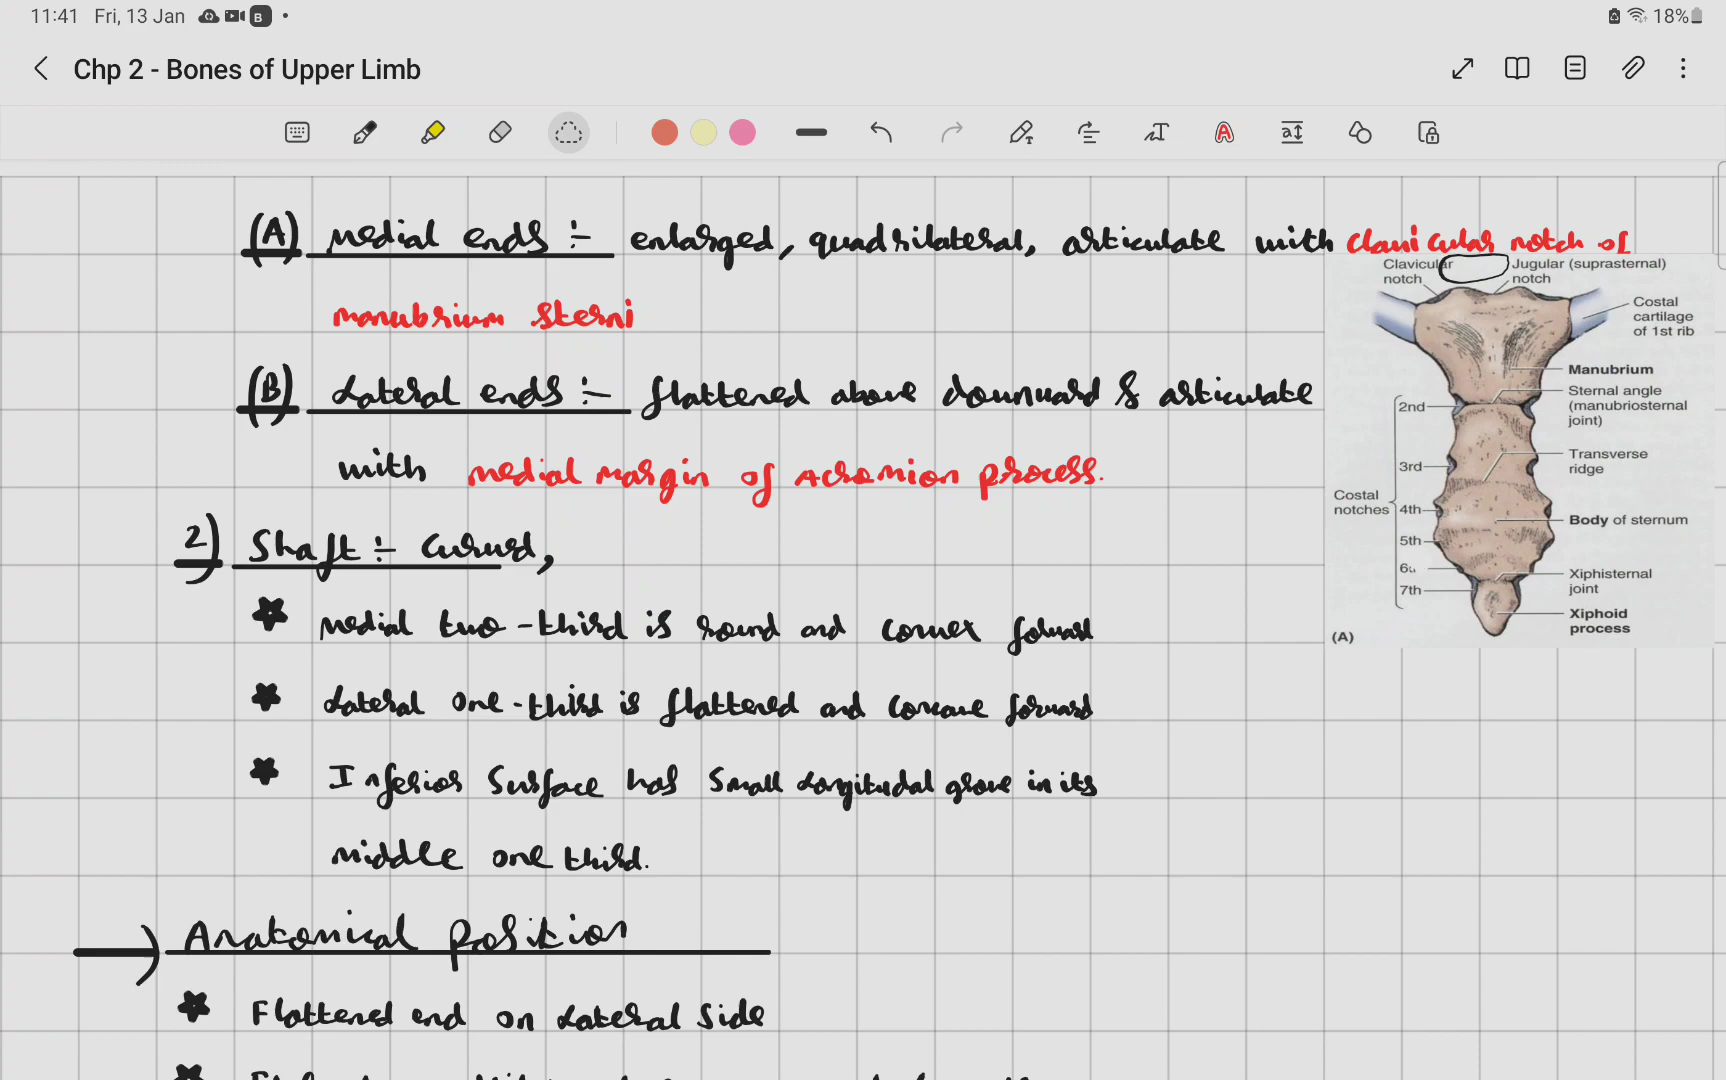 11:41 Fri, 13 Jan
18%
Chp 2 - Bones of Upper Limb
(A) Medial ends :- enlarged, quadrilateral, articulate with clavicular notch of
manubrium sterni
(B) Lateral ends :- flattened above downward & articulate
with medial margin of Acromion process.
2) Shaft :- Curved,
medial two-third is round and convex forward
Lateral one-third is flattened and concave forward
Inferior Surface has Small Longitudal grove in its
middle one third.
Anatomical position
Flattened end on Lateral Side
Clavicular
notch
Jugular (suprasternal)
notch
Costal
cartilage
of 1st rib
Manubrium
Sternal angle
(manubriosternal
joint)
2nd
Transverse
ridge
3rd
Costal
notches
4th
Body of sternum
5th
Xiphisternal
joint
7th
Xiphoid
process
(A)